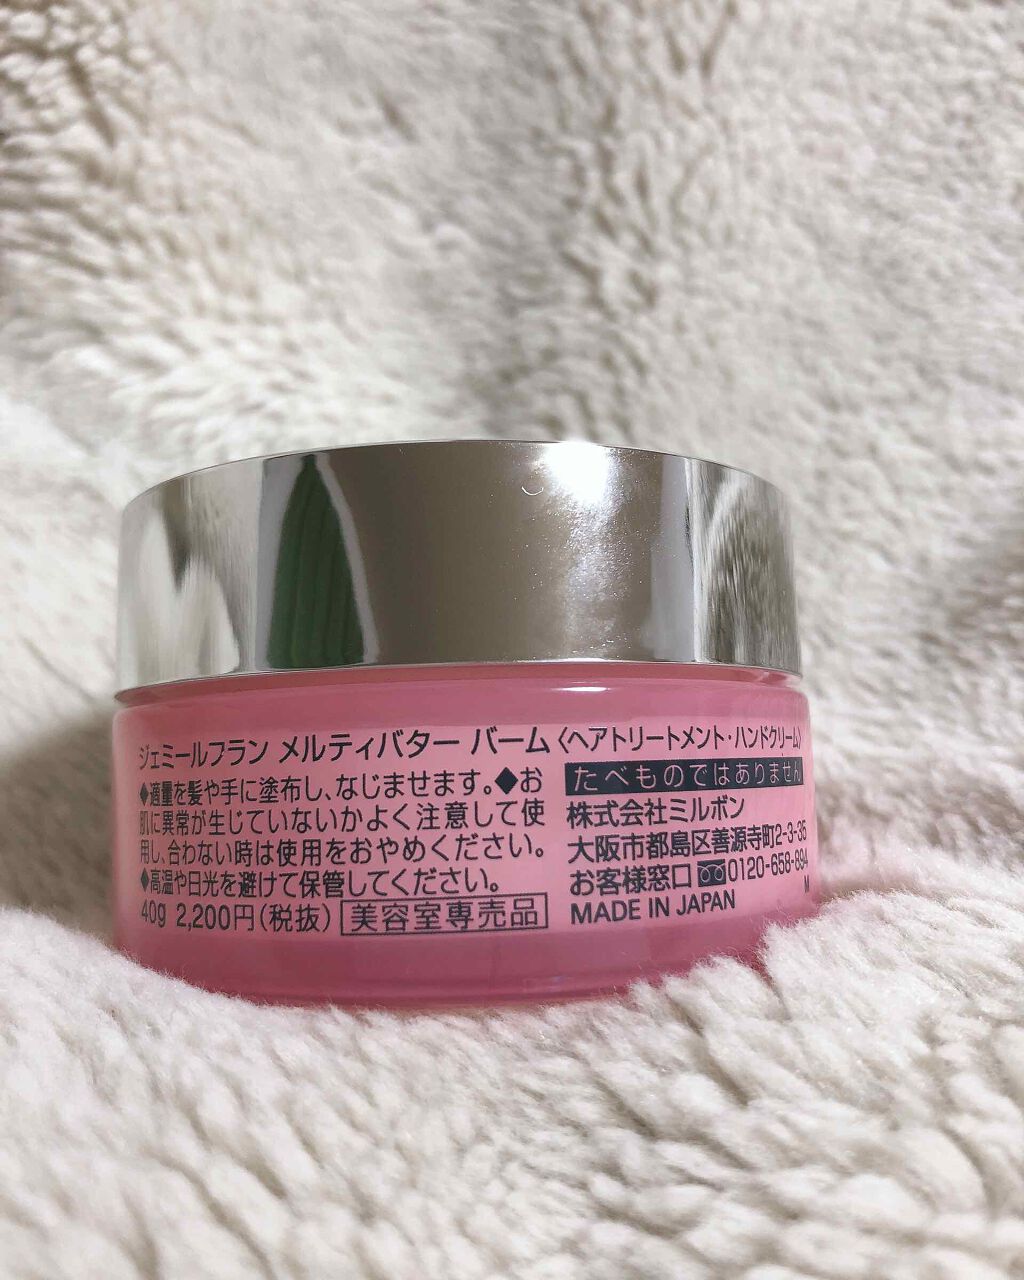 ジェミールフラン メルティバター バーム〈ヘアトリートメント・ハンドクリーム〉
◆適量を髪や手に塗布し、なじませます。◆お
肌に異常が生じていないかよく注意して使
用し、合わない時は使用をおやめください。
◆高温や日光を避けて保管してください。
40g 2,200円(税抜) 美容室専売品
たべものではありません
株式会社ミルボン
大阪市都島区善源寺町2-3-35
お客様窓口 0120-658-894
MADE IN JAPAN
M